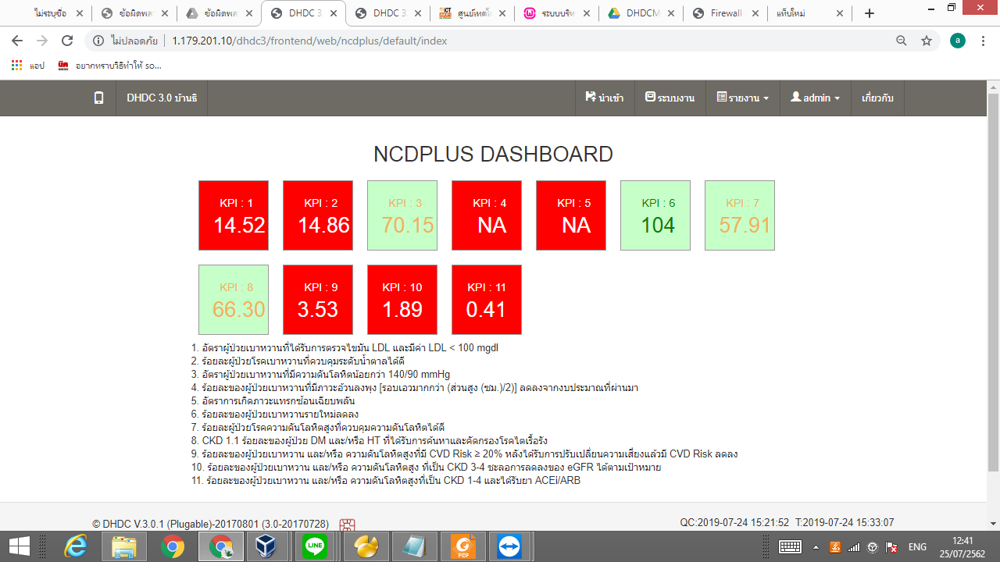 ไม่ระบุชื่อ
ข้อผิดพลา
ข้อผิดพลา
DHDC 3
DHDC 3
ศูนย์เทคโน
ระบบบริหา
DHDCM
Firewall
แท็บใหม่
ไม่ปลอดภัย
1.179.201.10/dhdc3/frontend/web/ncdplus/default/index
a
แอป
อยากทราบวิธีทำให้ so...
DHDC 3.0 บ้านธิ
นำเข้า
ระบบงาน
รายงาน
admin
เกี่ยวกับ
NCDPLUS DASHBOARD
KPI : 1
14.52
KPI : 2
14.86
KPI : 3
70.15
KPI : 4
NA
KPI : 5
NA
KPI : 6
104
KPI : 7
57.91
KPI : 8
66.30
KPI : 9
3.53
KPI : 10
1.89
KPI : 11
0.41
1. อัตราผู้ป่วยเบาหวานที่ได้รับการตรวจไขมัน LDL และมีค่า LDL < 100 mgdl
2. ร้อยละผู้ป่วยโรคเบาหวานที่ควบคุมระดับน้ำตาลได้ดี
3. อัตราผู้ป่วยเบาหวานที่มีความดันโลหิตน้อยกว่า 140/90 mmHg
4. ร้อยละของผู้ป่วยเบาหวานที่มีภาวะอ้วนลงพุง [รอบเอวมากกว่า (ส่วนสูง (ซม.)/2)] ลดลงจากงบประมาณที่ผ่านมา
5. อัตราการเกิดภาวะแทรกซ้อนเฉียบพลัน
6. ร้อยละของผู้ป่วยเบาหวานรายใหม่ลดลง
7. ร้อยละผู้ป่วยโรคความดันโลหิตสูงที่ควบคุมความดันโลหิตได้ดี
8. CKD 1.1 ร้อยละของผู้ป่วย DM และ/หรือ HT ที่ได้รับการค้นหาและคัดกรองโรคไตเรื้อรัง
9. ร้อยละของผู้ป่วยเบาหวาน และ/หรือ ความดันโลหิตสูงที่มี CVD Risk ≥ 20% หลังได้รับการปรับเปลี่ยนความเสี่ยงแล้วมี CVD Risk ลดลง
10. ร้อยละของผู้ป่วยเบาหวาน และ/หรือ ความดันโลหิตสูง ที่เป็น CKD 3-4 ชะลอการลดลงของ eGFR ได้ตามเป้าหมาย
11. ร้อยละของผู้ป่วยเบาหวาน และ/หรือ ความดันโลหิตสูงที่เป็น CKD 1-4 และได้รับยา ACEi/ARB
© DHDC V.3.0.1 (Plugable)-20170801 (3.0-20170728)
QC:2019-07-24 15:21:52 T:2019-07-24 15:33:07
LINE
PDF
ENG
12:41
25/07/2562